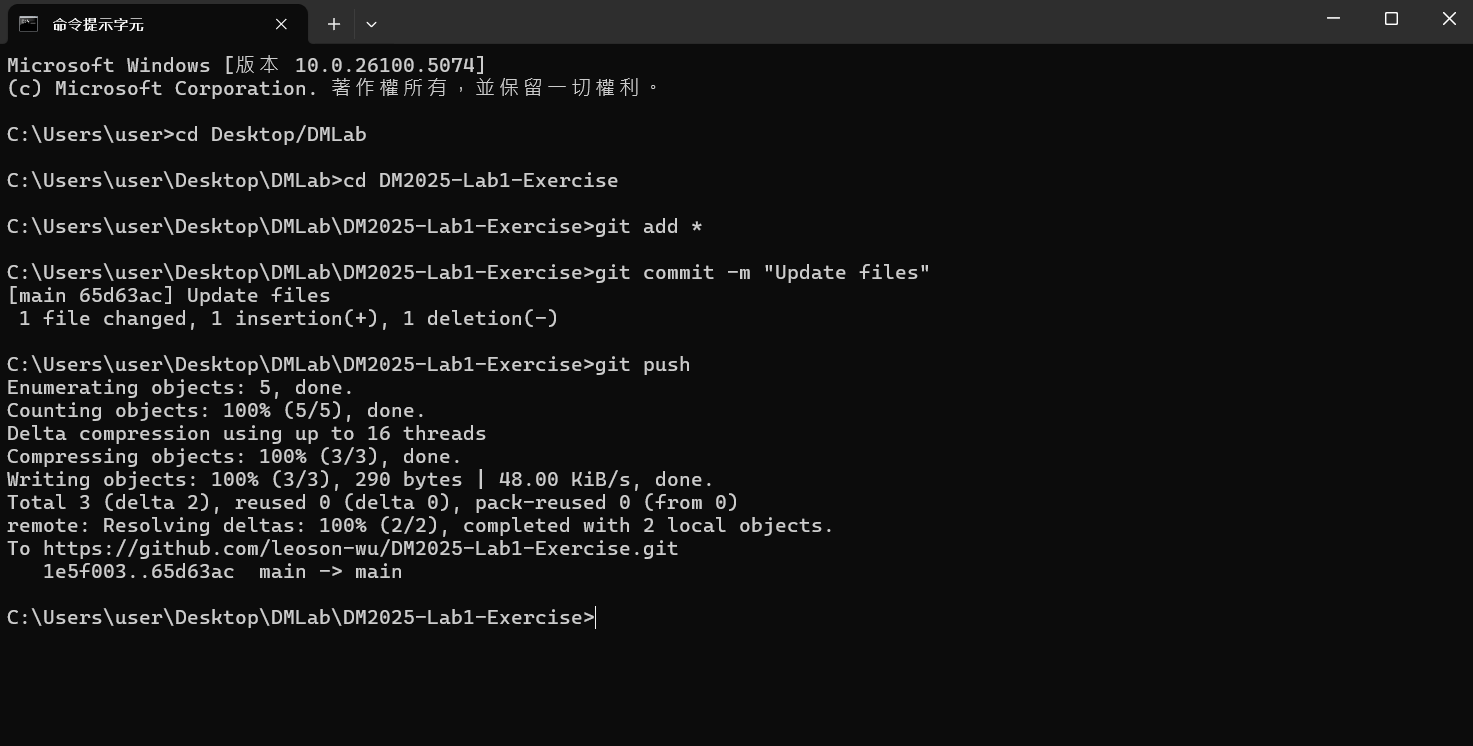 命令提示字元
Microsoft Windows [版本 10.0.26100.5074]
(c) Microsoft Corporation. 著作權所有，並保留一切權利。
C:\Users\user>cd Desktop/DMLab
C:\Users\user\Desktop\DMLab>cd DM2025-Lab1-Exercise
C:\Users\user\Desktop\DMLab\DM2025-Lab1-Exercise>git add *
C:\Users\user\Desktop\DMLab\DM2025-Lab1-Exercise>git commit -m "Update files"
[main 65d63ac] Update files
 1 file changed, 1 insertion(+), 1 deletion(-)
C:\Users\user\Desktop\DMLab\DM2025-Lab1-Exercise>git push
Enumerating objects: 5, done.
Counting objects: 100% (5/5), done.
Delta compression using up to 16 threads
Compressing objects: 100% (3/3), done.
Writing objects: 100% (3/3), 290 bytes | 48.00 KiB/s, done.
Total 3 (delta 2), reused 0 (delta 0), pack-reused 0 (from 0)
remote: Resolving deltas: 100% (2/2), completed with 2 local objects.
To https://github.com/leoson-wu/DM2025-Lab1-Exercise.git
   1e5f003..65d63ac  main -> main
C:\Users\user\Desktop\DMLab\DM2025-Lab1-Exercise>